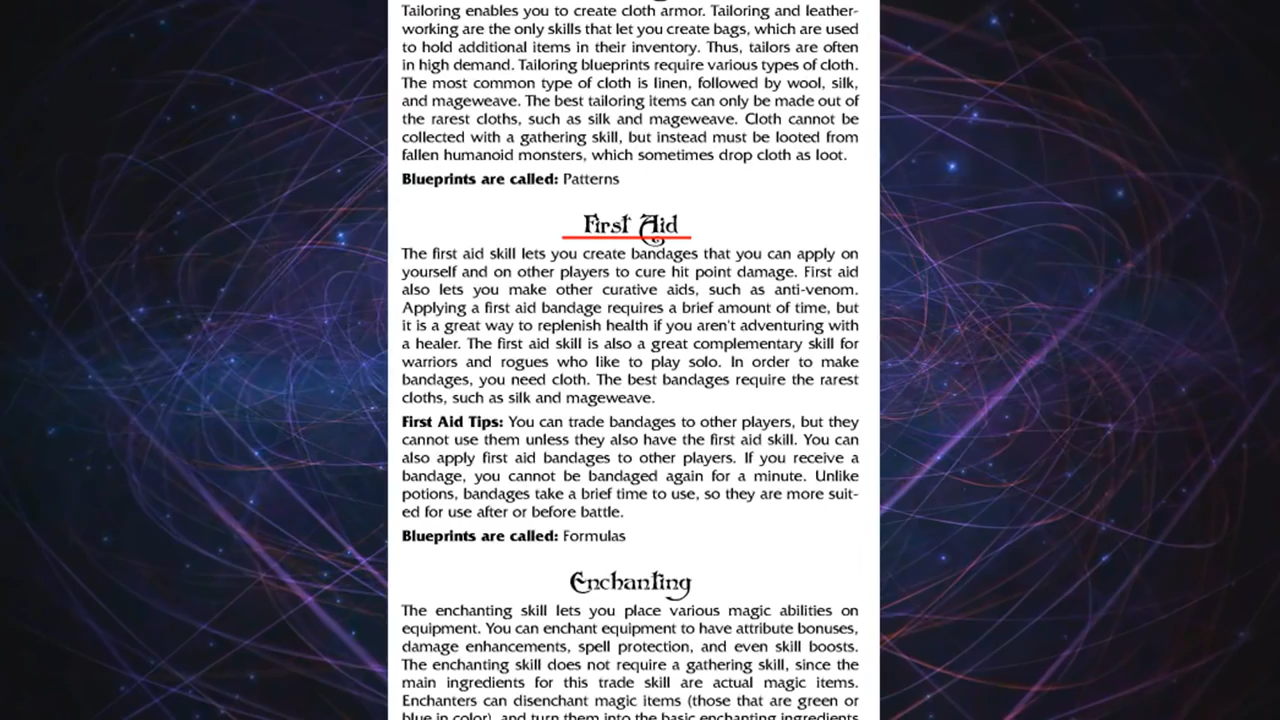 Tailoring enables you to create cloth armor. Tailoring and leather-
working are the only skills that let you create bags, which are used
to hold additional items in their inventory. Thus, tailors are often
in high demand. Tailoring blueprints require various types of cloth.
The most common type of cloth is linen, followed by wool, silk,
and mageweave. The best tailoring items can only be made out of
the rarest cloths, such as silk and mageweave. Cloth cannot be
collected with a gathering skill, but instead must be looted from
fallen humanoid monsters, which sometimes drop cloth as loot.
Blueprints are called: Patterns
First Aid
The first aid skill lets you create bandages that you can apply on
yourself and on other players to cure hit point damage. First aid
also lets you make other curative aids, such as anti-venom.
Applying a first aid bandage requires a brief amount of time, but
it is a great way to replenish health if you aren't adventuring with
a healer. The first aid skill is also a great complementary skill for
warriors and rogues who like to play solo. In order to make
bandages, you need cloth. The best bandages require the rarest
cloths, such as silk and mageweave.
First Aid Tips: You can trade bandages to other players, but they
cannot use them unless they also have the first aid skill. You can
also apply first aid bandages to other players. If you receive a
bandage, you cannot be bandaged again for a minute. Unlike
potions, bandages take a brief time to use, so they are more suit-
ed for use after or before battle.
Blueprints are called: Formulas
Enchanting
The enchanting skill lets you place various magic abilities on
equipment. You can enchant equipment to have attribute bonuses,
damage enhancements, spell protection, and even skill boosts.
The enchanting skill does not require a gathering skill, since the
main ingredients for this trade skill are actual magic items.
Enchanters can disenchant magic items (those that are green or
blue in color), and turn them into the basic enchanting ingredients